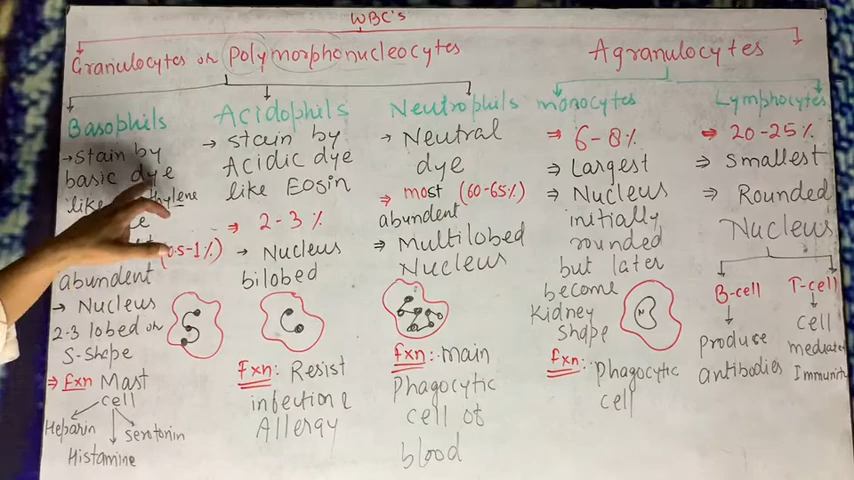 WBC's
Granulocytes or Polymorphonucleocytes
Agranulocytes
Basophils
→ stain by
basic dye
like
(0.5-1%)
abundent
→ Nucleus
2-3 lobed or
S-Shape
⇒ fxn Mast
cell
Heparin
Serotonin
Histamine
Acidophils
→ stain by
Acidic dye
like Eosin
⇒ 2-3 %
→ Nucleus
bilobed
fxn: Resist
infection &
Allergy
Neutrophils
→ Neutral
dye
⇒ most (60-65%)
abundent
⇒ Multilobed
Nucleus
fxn: main
Phagocytic
cell of
blood
monocytes
⇒ 6-8%
⇒ Largest
⇒ Nucleus
initially
rounded
but later
become
Kidney
Shape
N
fxn: Phagocytic
cell
Lymphocytes
⇒ 20-25%
⇒ Smallest
⇒ Rounded
Nucleus
B-cell
produce
antibodies
T-cell
cell
mediated
Immunity